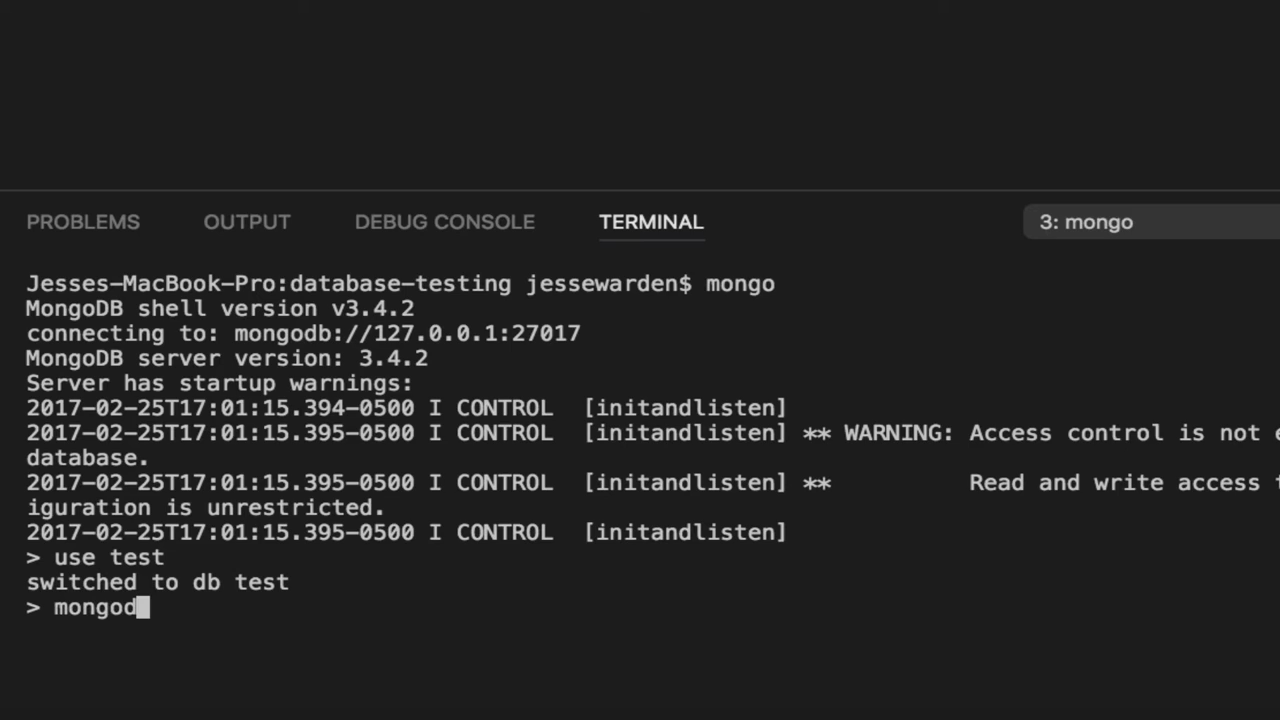 PROBLEMS OUTPUT DEBUG CONSOLE TERMINAL 3: mongo
Jesses-MacBook-Pro:database-testing jessewarden$ mongo
MongoDB shell version v3.4.2
connecting to: mongodb://127.0.0.1:27017
MongoDB server version: 3.4.2
Server has startup warnings:
2017-02-25T17:01:15.394-0500 I CONTROL  [initandlisten]
2017-02-25T17:01:15.395-0500 I CONTROL  [initandlisten] ** WARNING: Access control is not
database.
2017-02-25T17:01:15.395-0500 I CONTROL  [initandlisten] **          Read and write access
iguration is unrestricted.
2017-02-25T17:01:15.395-0500 I CONTROL  [initandlisten]
> use test
switched to db test
> mongod